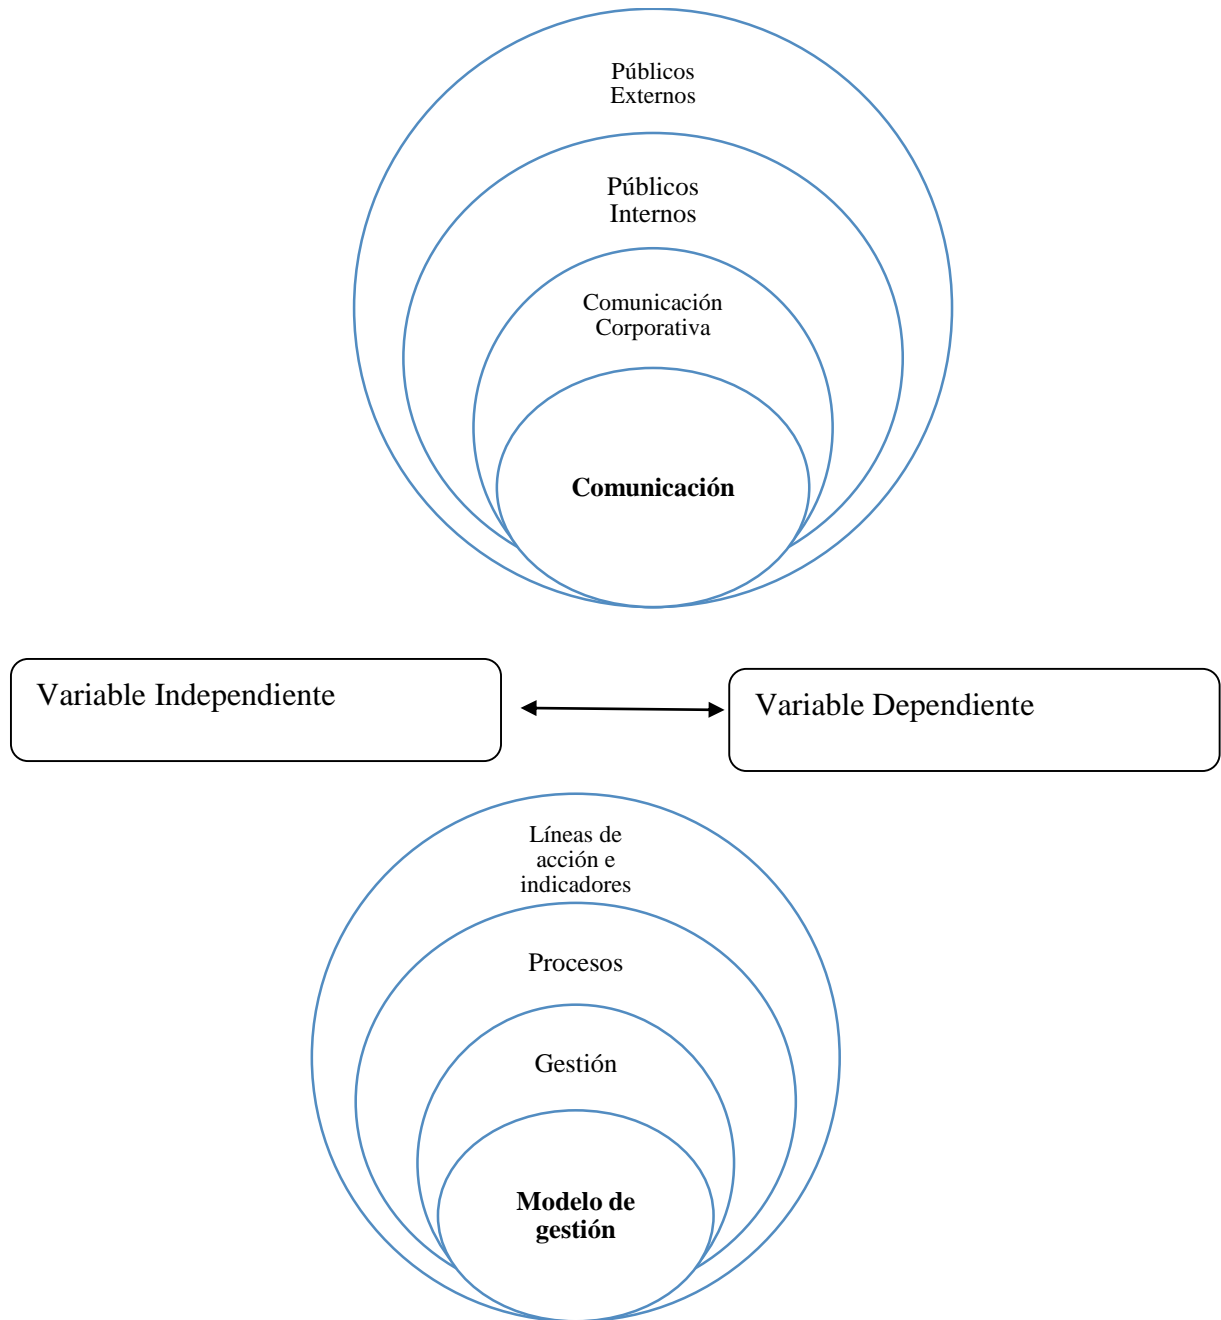 Públicos
Externos
Públicos
Internos
Comunicación
Corporativa
Comunicación
Variable Independiente
Variable Dependiente
Líneas de
acción e
indicadores
Procesos
Gestión
Modelo de
gestión